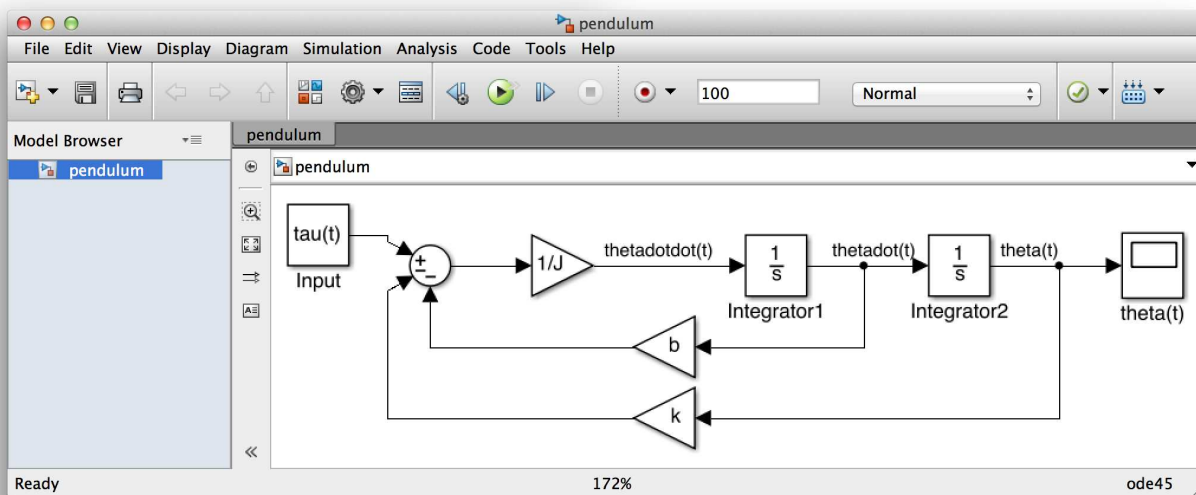 pendulum
File Edit View Display Diagram Simulation Analysis Code Tools Help
100
Normal
Model Browser
pendulum
pendulum
pendulum
tau(t)
Input
+
−
−
1/J
thetadotdot(t)
1
s
Integrator1
thetadot(t)
1
s
Integrator2
theta(t)
theta(t)
b
k
Ready
172%
ode45